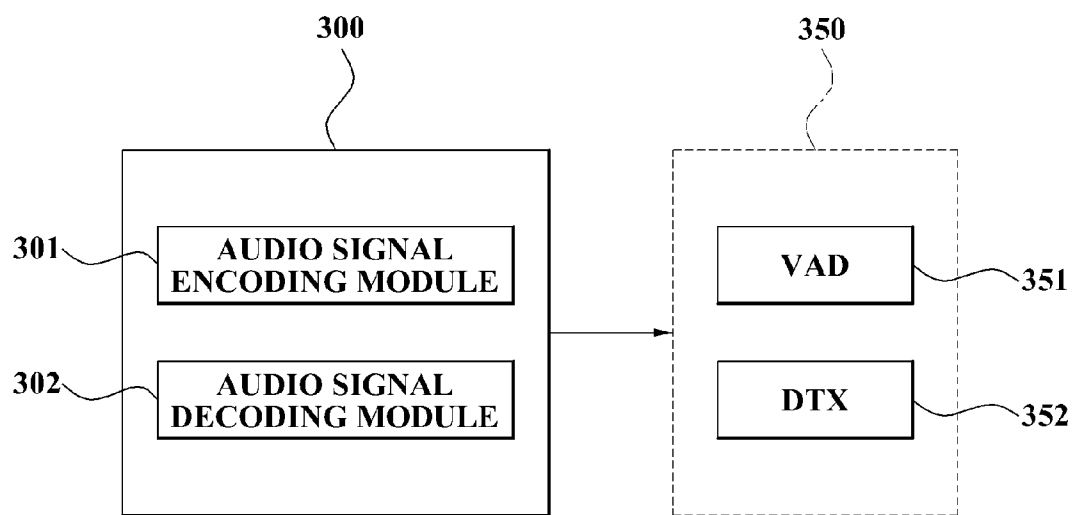 300
350
301
AUDIO SIGNAL
ENCODING MODULE
VAD
351
302
AUDIO SIGNAL
DECODING MODULE
DTX
352